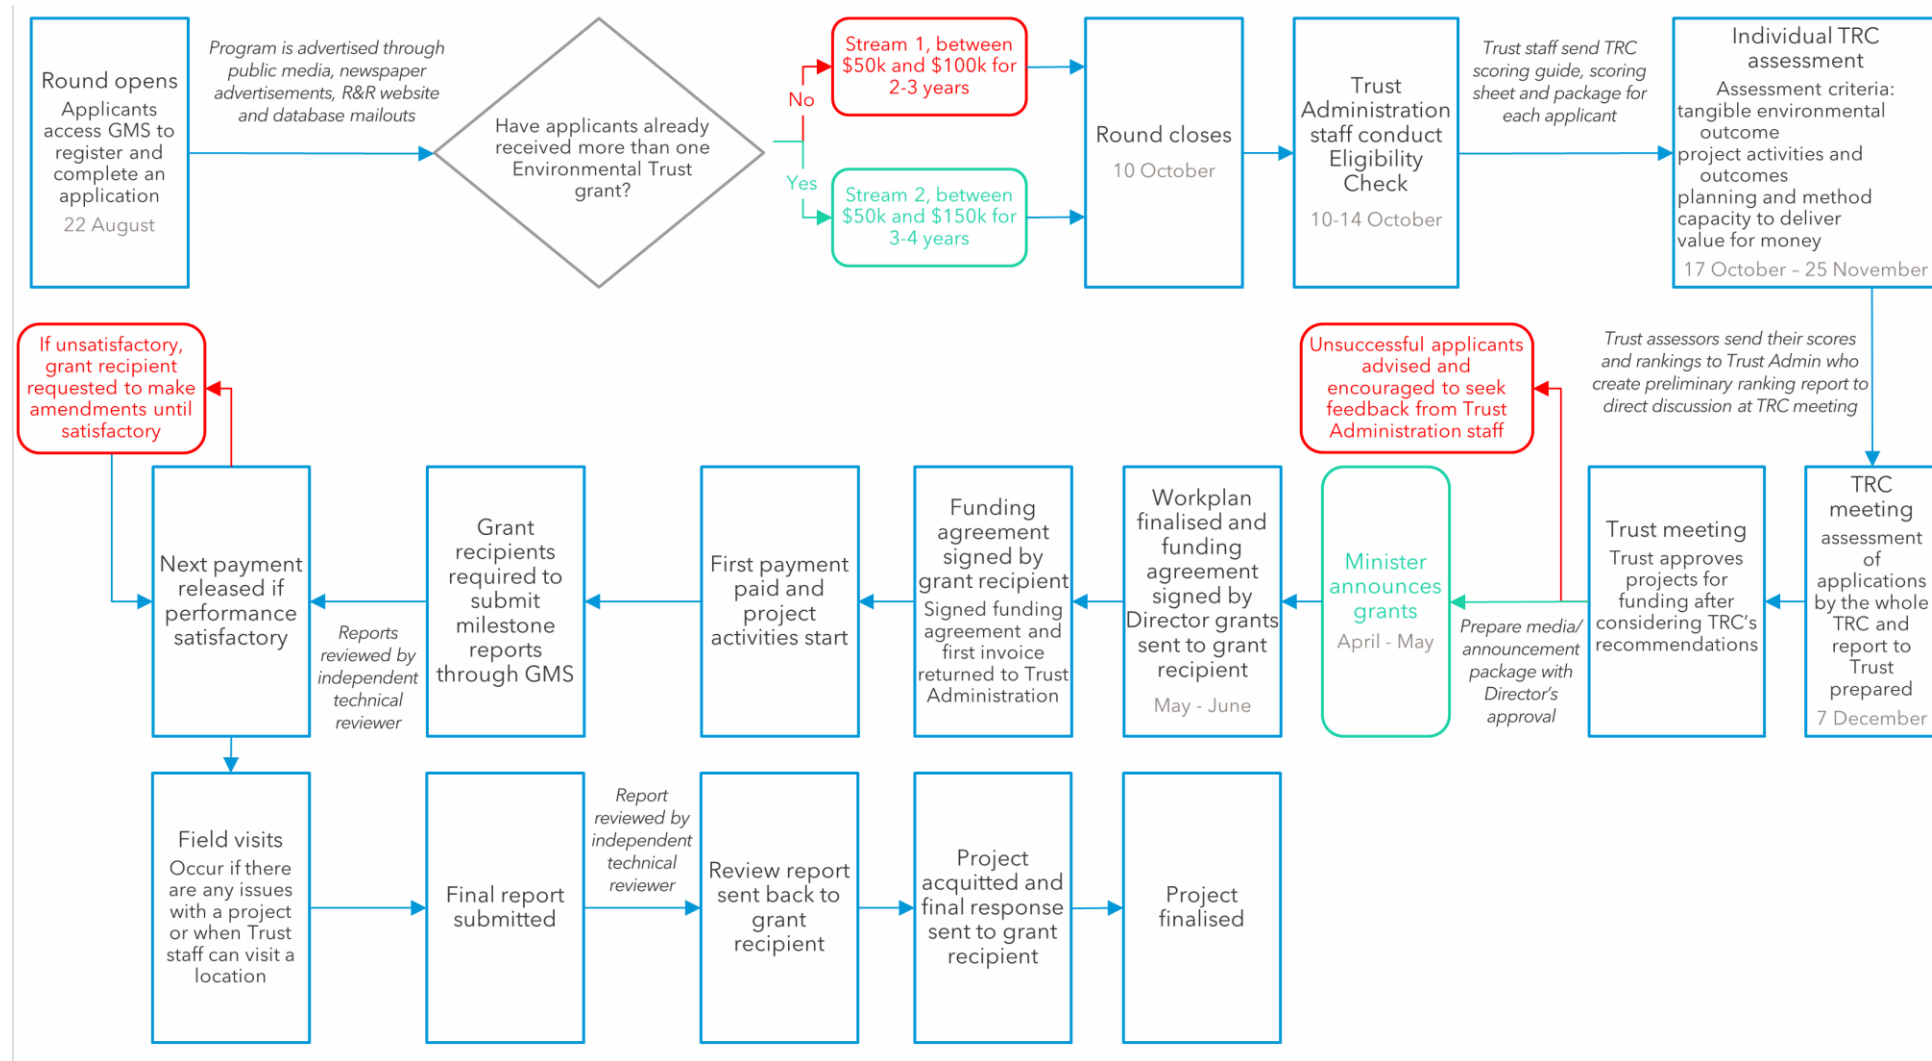 Round opens
Applicants
access GMS to
register and
complete an
application
22 August
Program is advertised through
public media, newspaper
advertisements, R&R website
and database mailouts
Have applicants already
received more than one
Environmental Trust
grant?
No
Yes
Stream 1, between
$50k and $100k for
2-3 years
Stream 2, between
$50k and $150k for
3-4 years
Round closes
10 October
Trust
Administration
staff conduct
Eligibility
Check
10-14 October
Trust staff send TRC
scoring guide, scoring
sheet and package for
each applicant
Individual TRC
assessment
Assessment criteria:
tangible environmental
outcome
project activities and
outcomes
planning and method
capacity to deliver
value for money
17 October – 25 November
Trust assessors send their scores
and rankings to Trust Admin who
create preliminary ranking report to
direct discussion at TRC meeting
TRC
meeting
assessment
of
applications
by the whole
TRC and
report to
Trust
prepared
7 December
Trust meeting
Trust approves
projects for
funding after
considering TRC's
recommendations
Unsuccessful applicants
advised and
encouraged to seek
feedback from Trust
Administration staff
Prepare media/
announcement
package with
Director's
approval
Minister
announces
grants
April - May
Workplan
finalised and
funding
agreement
signed by
Director grants
sent to grant
recipient
May - June
Funding
agreement
signed by
grant recipient
Signed funding
agreement and
first invoice
returned to Trust
Administration
First payment
paid and
project
activities start
Grant
recipients
required to
submit
milestone
reports
through GMS
Reports
reviewed by
independent
technical
reviewer
Next payment
released if
performance
satisfactory
If unsatisfactory,
grant recipient
requested to make
amendments until
satisfactory
Field visits
Occur if there
are any issues
with a project
or when Trust
staff can visit a
location
Final report
submitted
Report
reviewed by
independent
technical
reviewer
Review report
sent back to
grant
recipient
Project
acquitted and
final response
sent to grant
recipient
Project
finalised